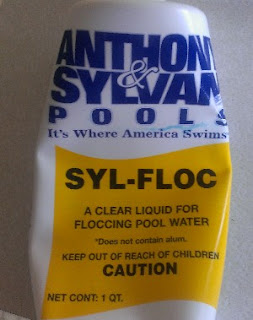 ANTHONY
& SYLVAN
POOLS
It's Where America Swims
SYL-FLOC
A CLEAR LIQUID FOR
FLOCCING POOL WATER
*Does not contain alum.
KEEP OUT OF REACH OF CHILDREN
CAUTION
NET CONT: 1 QT.